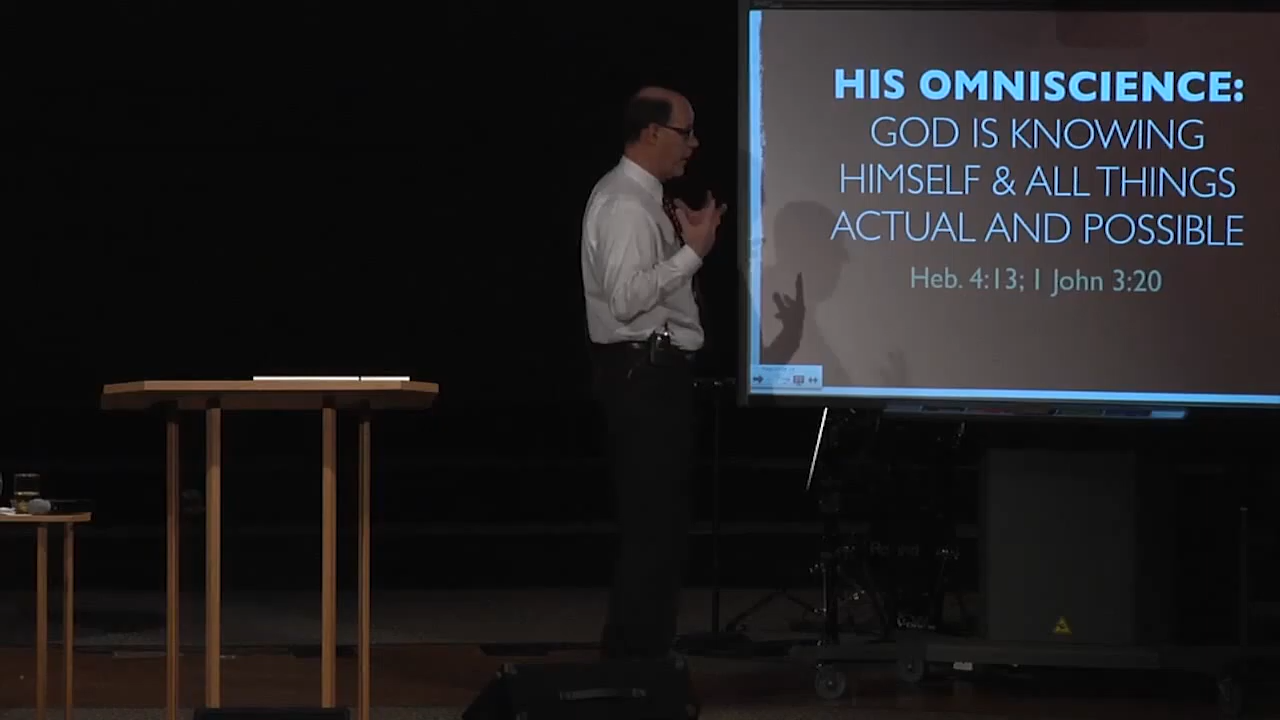 HIS OMNISCIENCE:
GOD IS KNOWING
HIMSELF & ALL THINGS
ACTUAL AND POSSIBLE
Heb. 4:13; 1 John 3:20